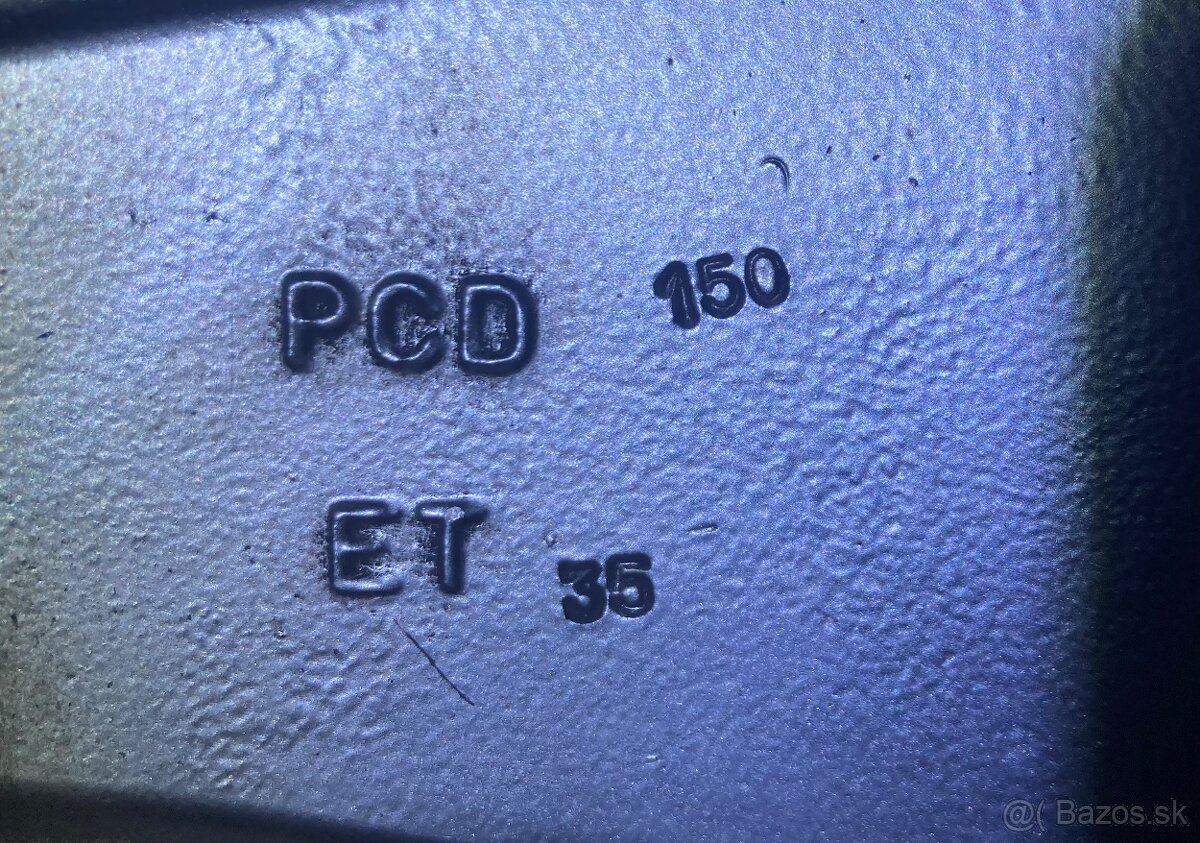 PCD 150
ET 35
@( Bazos.sk